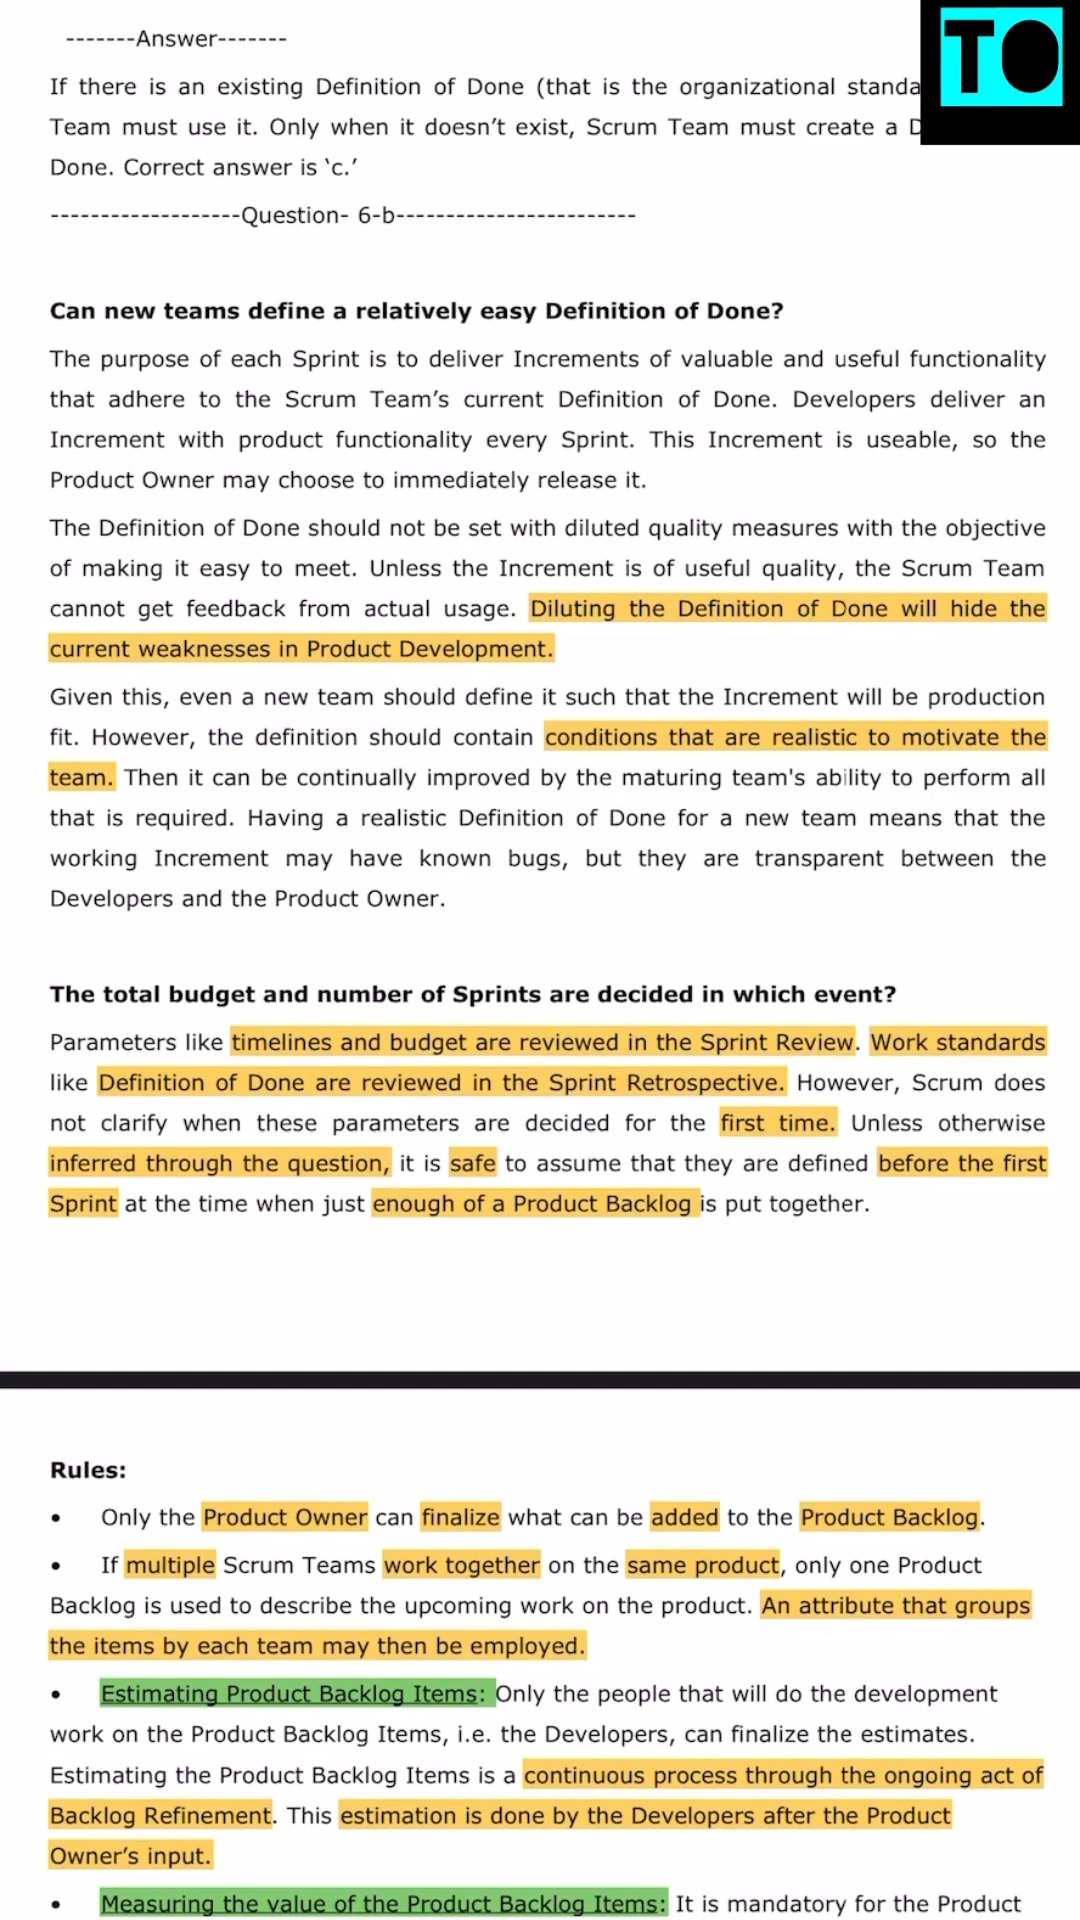 TO
-------Answer-------
If there is an existing Definition of Done (that is the organizational
Team must use it. Only when it doesn't exist, Scrum Team must create a
Done. Correct answer is ‘c.’
-------------------Question- 6-b------------------------
Can new teams define a relatively easy Definition of Done?
The purpose of each Sprint is to deliver Increments of valuable and useful functionality
that adhere to the Scrum Team’s current Definition of Done. Developers deliver an
Increment with product functionality every Sprint. This Increment is useable, so the
Product Owner may choose to immediately release it.
The Definition of Done should not be set with diluted quality measures with the objective
of making it easy to meet. Unless the Increment is of useful quality, the Scrum Team
cannot get feedback from actual usage. Diluting the Definition of Done will hide the
current weaknesses in Product Development.
Given this, even a new team should define it such that the Increment will be production
fit. However, the definition should contain conditions that are realistic to motivate the
team. Then it can be continually improved by the maturing team's ability to perform all
that is required. Having a realistic Definition of Done for a new team means that the
working Increment may have known bugs, but they are transparent between the
Developers and the Product Owner.
The total budget and number of Sprints are decided in which event?
Parameters like timelines and budget are reviewed in the Sprint Review. Work standards
like Definition of Done are reviewed in the Sprint Retrospective. However, Scrum does
not clarify when these parameters are decided for the first time. Unless otherwise
inferred through the question, it is safe to assume that they are defined before the first
Sprint at the time when just enough of a Product Backlog is put together.
Rules:
• Only the Product Owner can finalize what can be added to the Product Backlog.
• If multiple Scrum Teams work together on the same product, only one Product
Backlog is used to describe the upcoming work on the product. An attribute that groups
the items by each team may then be employed.
• Estimating Product Backlog Items: Only the people that will do the development
work on the Product Backlog Items, i.e. the Developers, can finalize the estimates.
Estimating the Product Backlog Items is a continuous process through the ongoing act of
Backlog Refinement. This estimation is done by the Developers after the Product
Owner’s input.
• Measuring the value of the Product Backlog Items: It is mandatory for the Product